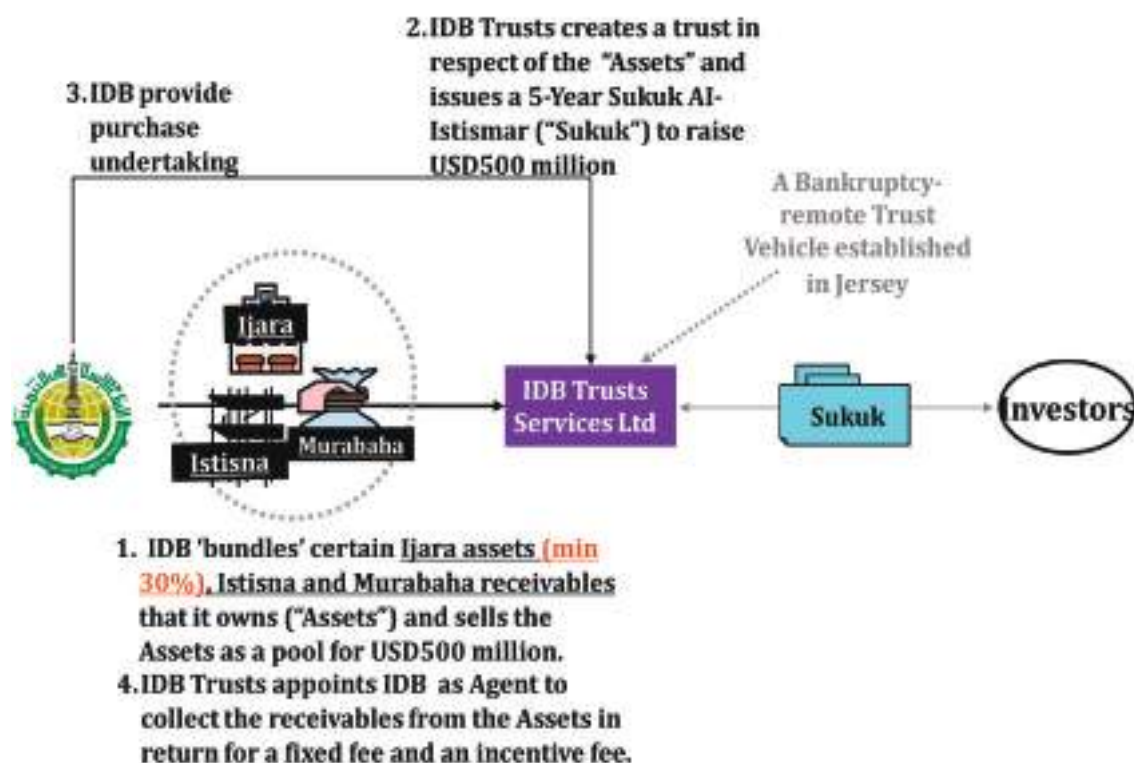 2.IDB Trusts creates a trust in
respect of the "Assets" and
issues a 5-Year Sukuk AI-
Istismar ("Sukuk") to raise
USD500 million
3.IDB provide
purchase
undertaking
A Bankruptcy-
remote Trust
Vehicle established
in Jersey
Ijara
Istisna
Murabaha
IDB Trusts
Services Ltd
Sukuk
Investors
1. IDB 'bundles' certain Ijara assets (min
30%), Istisna and Murabaha receivables
that it owns ("Assets") and sells the
Assets as a pool for USD500 million.
4.IDB Trusts appoints IDB as Agent to
collect the receivables from the Assets in
return for a fixed fee and an incentive fee.